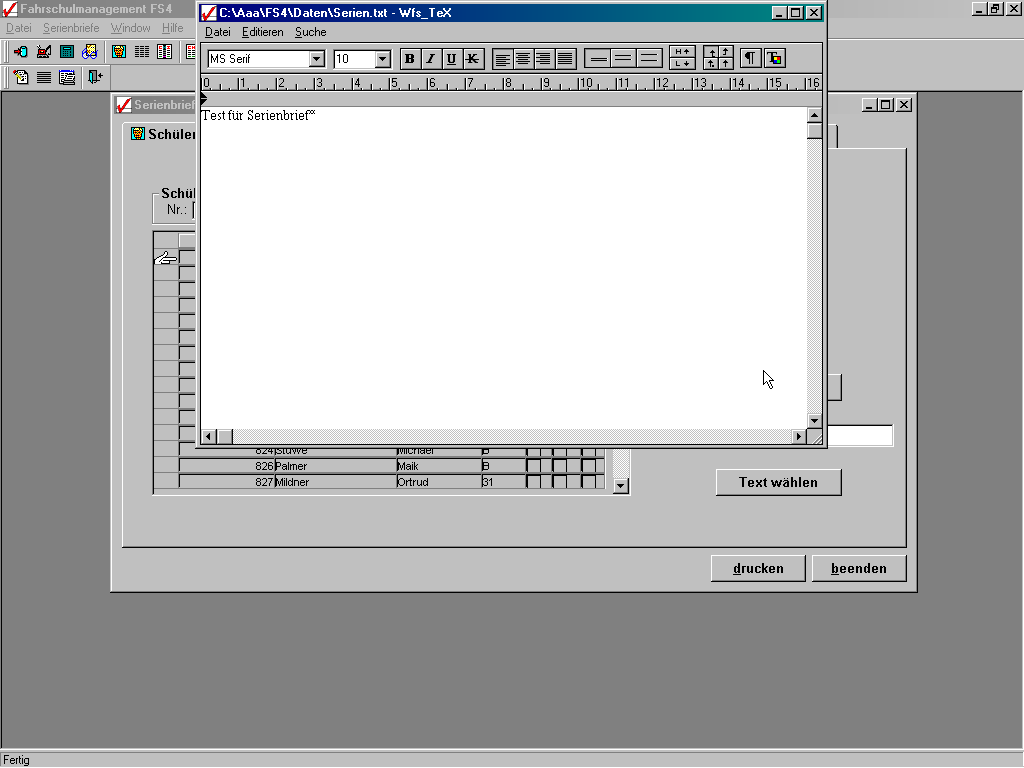 Fahrschulmanagement FS4
Datei Serienbriefe Window Hilfe
C:\Aaa\FS4\Daten\Serien.txt - Wfs_TeX
Datei Editieren Suche
MS Serif 10 B I U K H L ¶
0 1 2 3 4 5 6 7 8 9 10 11 12 13 14 15 16
Test für Serienbrief
Serienbrief
Schüler
Schül
Nr.:
824 Stuwe Michael B
826 Palmer Maik B
827 Mildner Ortrud 31
Text wählen
drucken beenden
Fertig